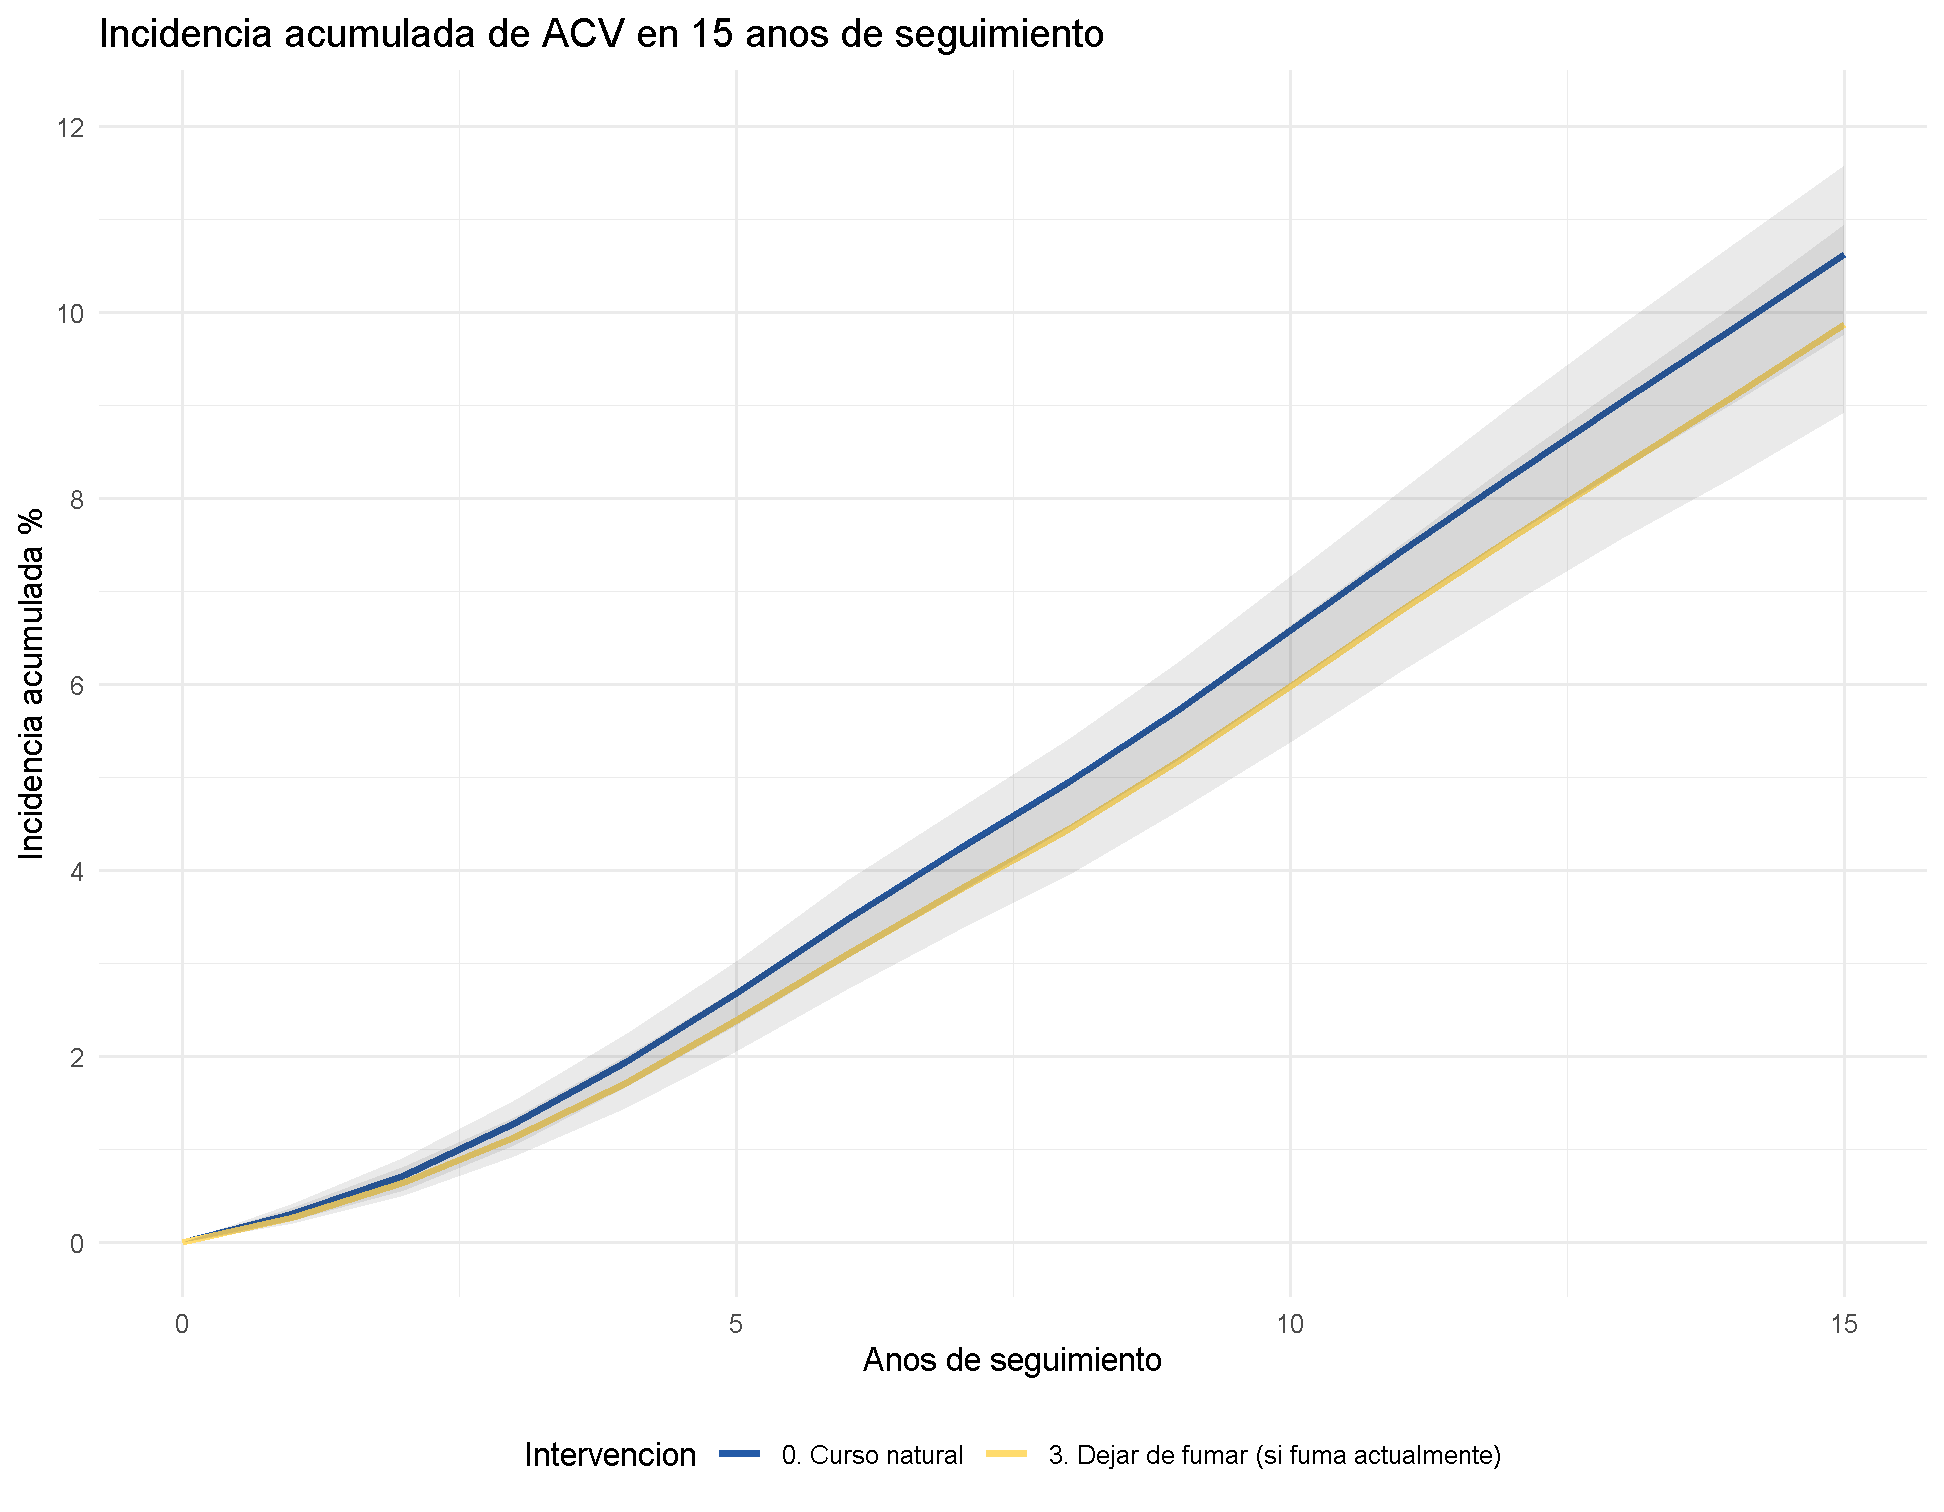 Incidencia acumulada de ACV en 15 anos de seguimiento
Incidencia acumulada %
12
10
8
6
4
2
0
0 5 10 15
Anos de seguimiento
Intervencion 0. Curso natural 3. Dejar de fumar (si fuma actualmente)